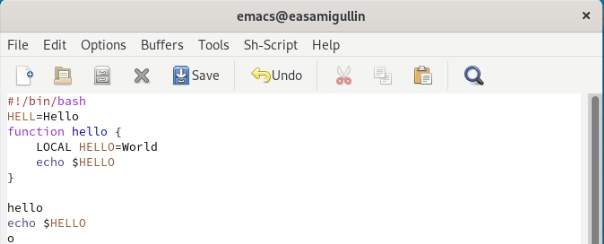 emacs@easamigullin ×
File Edit Options Buffers Tools Sh-Script Help
Save Undo
#!/bin/bash
HELL=Hello
function hello {
    LOCAL HELLO=World
    echo $HELLO
}
hello
echo $HELLO
o